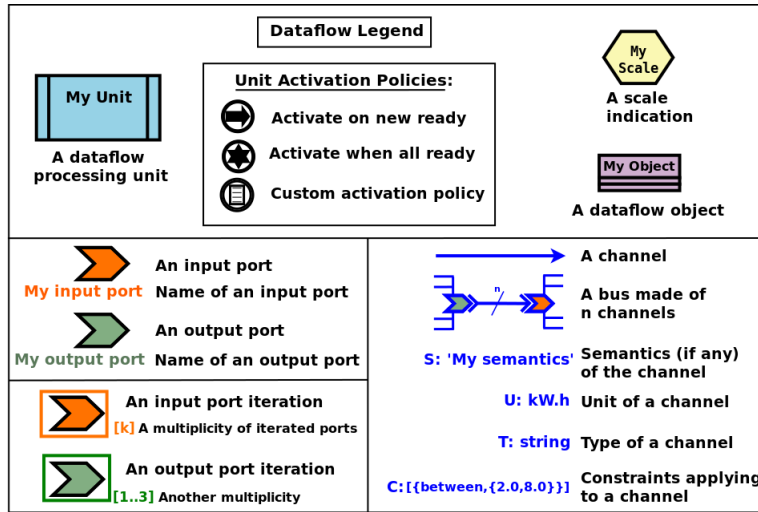 Dataflow Legend
My Unit
A dataflow
processing unit
Unit Activation Policies:
Activate on new ready
Activate when all ready
Custom activation policy
My
Scale
A scale
indication
My Object
A dataflow object
An input port
My input port Name of an input port
An output port
My output port Name of an output port
An input port iteration
[k] A multiplicity of iterated ports
An output port iteration
[1..3] Another multiplicity
A channel
n
A bus made of
n channels
S: 'My semantics' Semantics (if any)
of the channel
U: kW.h Unit of a channel
T: string Type of a channel
C:[{between,{2.0,8.0}}] Constraints applying
to a channel